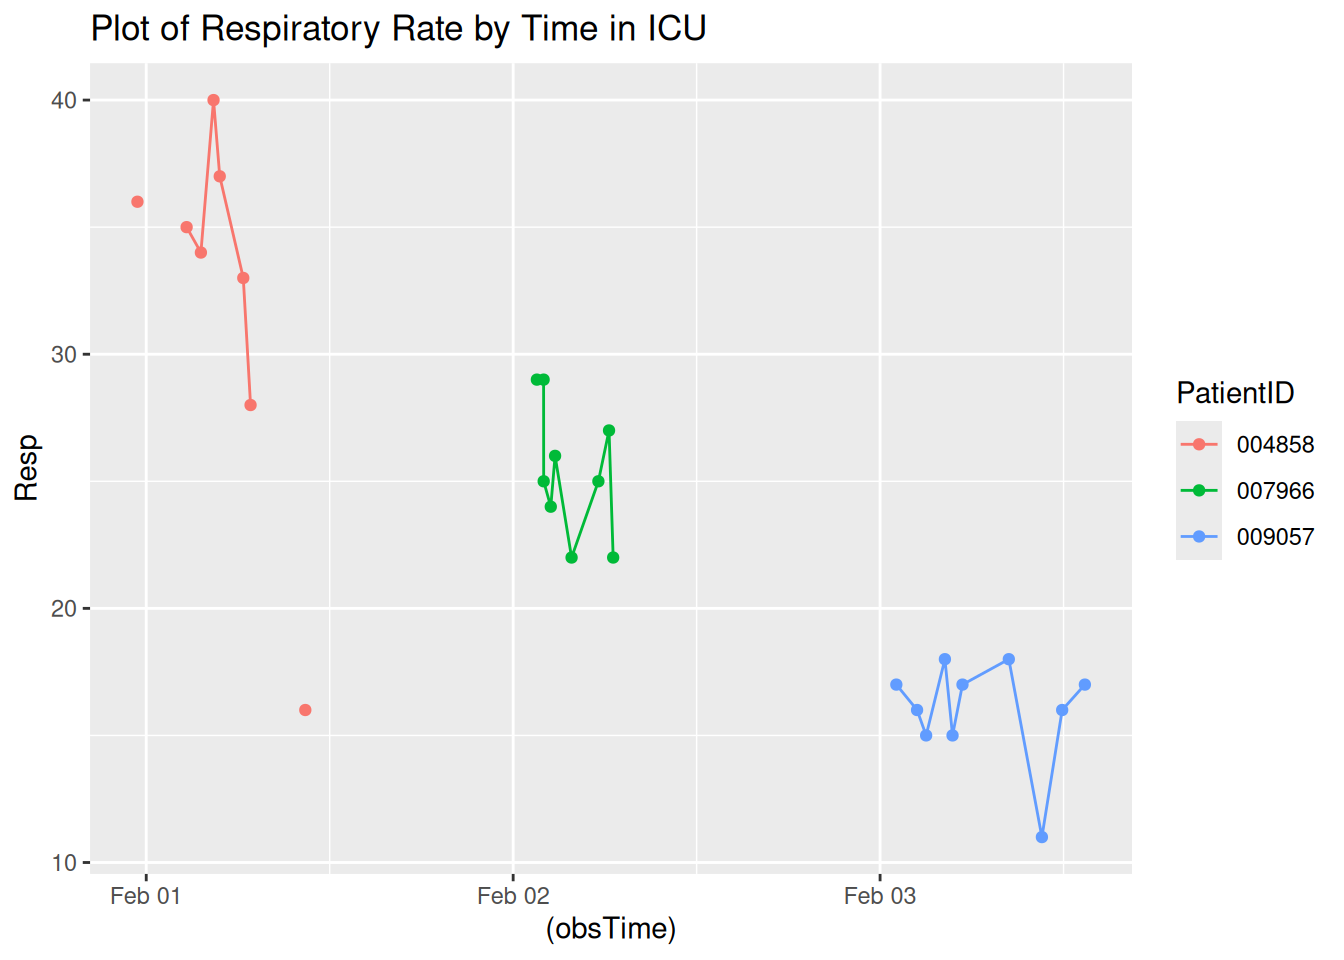 Plot of Respiratory Rate by Time in ICU
40
30
20
10
Resp
Feb 01
Feb 02
Feb 03
(obsTime)
PatientID
004858
007966
009057